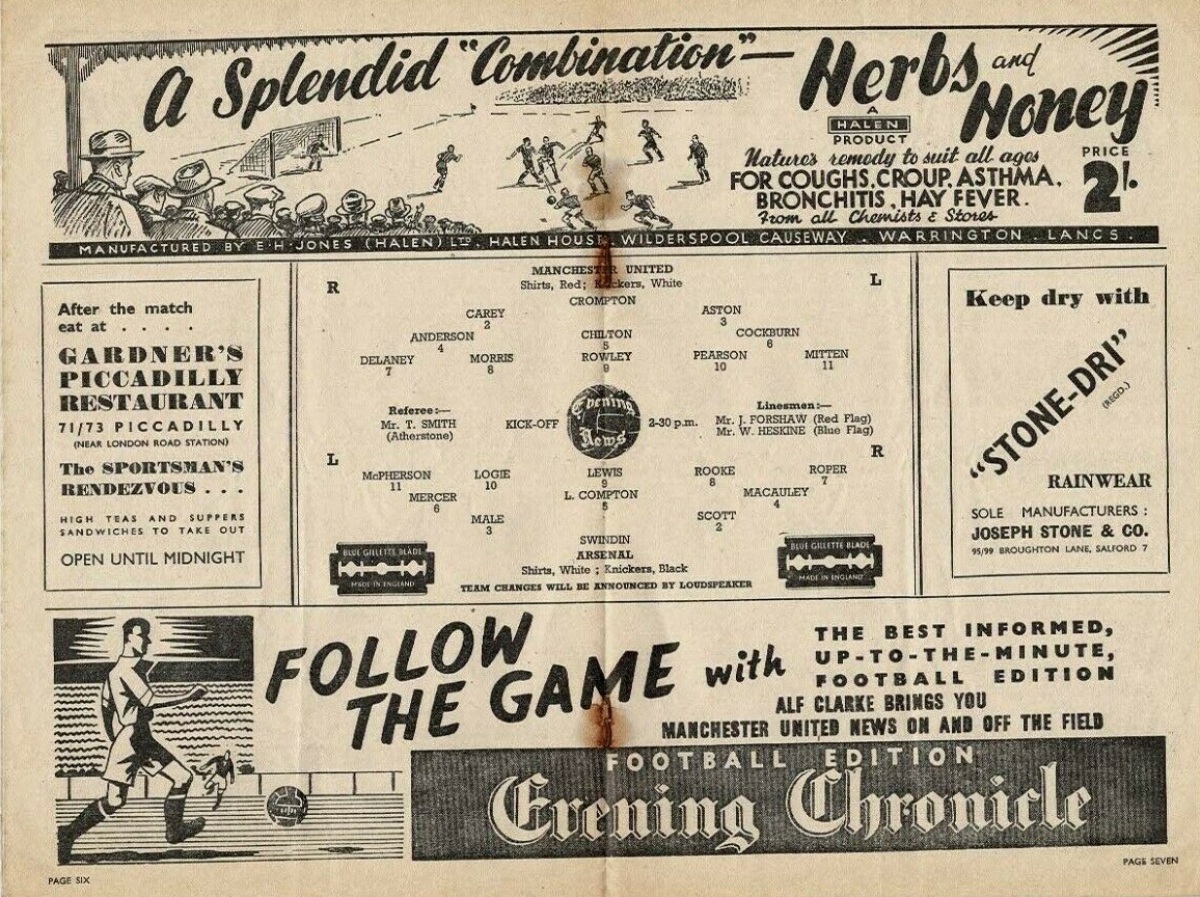 A Splendid "Combination"— Herbs and Honey
A
HALEN
PRODUCT
Nature's remedy to suit all ages
FOR COUGHS, CROUP, ASTHMA,
BRONCHITIS, HAY FEVER.
From all Chemists & Stores
PRICE
2/-
MANUFACTURED BY E·H·JONES (HALEN) LTD. HALEN HOUSE WILDERSPOOL CAUSEWAY . WARRINGTON . LANCS .
After the match
eat at . . . .
GARDNER'S
PICCADILLY
RESTAURANT
71/73 PICCADILLY
(NEAR LONDON ROAD STATION)
The SPORTSMAN'S
RENDEZVOUS . . .
HIGH TEAS AND SUPPERS
SANDWICHES TO TAKE OUT
OPEN UNTIL MIDNIGHT
MANCHESTER UNITED
R L
Shirts, Red; Knickers, White
CROMPTON
CAREY ASTON
2 3
ANDERSON CHILTON COCKBURN
4 5 6
DELANEY MORRIS ROWLEY PEARSON MITTEN
7 8 9 10 11
Referee:—
Mr. T. SMITH
(Atherstone)
KICK-OFF
Evening
News
2-30 p.m.
Linesmen:—
Mr. J. FORSHAW (Red Flag)
Mr. W. HESKINE (Blue Flag)
L R
McPHERSON LOGIE LEWIS ROOKE ROPER
11 10 9 8 7
MERCER L. COMPTON MACAULEY
6 5 4
MALE SCOTT
3 2
SWINDIN
ARSENAL
Shirts, White ; Knickers, Black
TEAM CHANGES WILL BE ANNOUNCED BY LOUDSPEAKER
BLUE GILLETTE BLADE
MADE IN ENGLAND
BLUE GILLETTE BLADE
MADE IN ENGLAND
Keep dry with
"STONE-DRI"
(REGD.)
RAINWEAR
SOLE MANUFACTURERS :
JOSEPH STONE & CO.
95/99 BROUGHTON LANE, SALFORD 7
FOLLOW
THE GAME with
THE BEST INFORMED,
UP-TO-THE-MINUTE,
FOOTBALL EDITION
ALF CLARKE BRINGS YOU
MANCHESTER UNITED NEWS ON AND OFF THE FIELD
FOOTBALL EDITION
Evening Chronicle
PAGE SIX
PAGE SEVEN